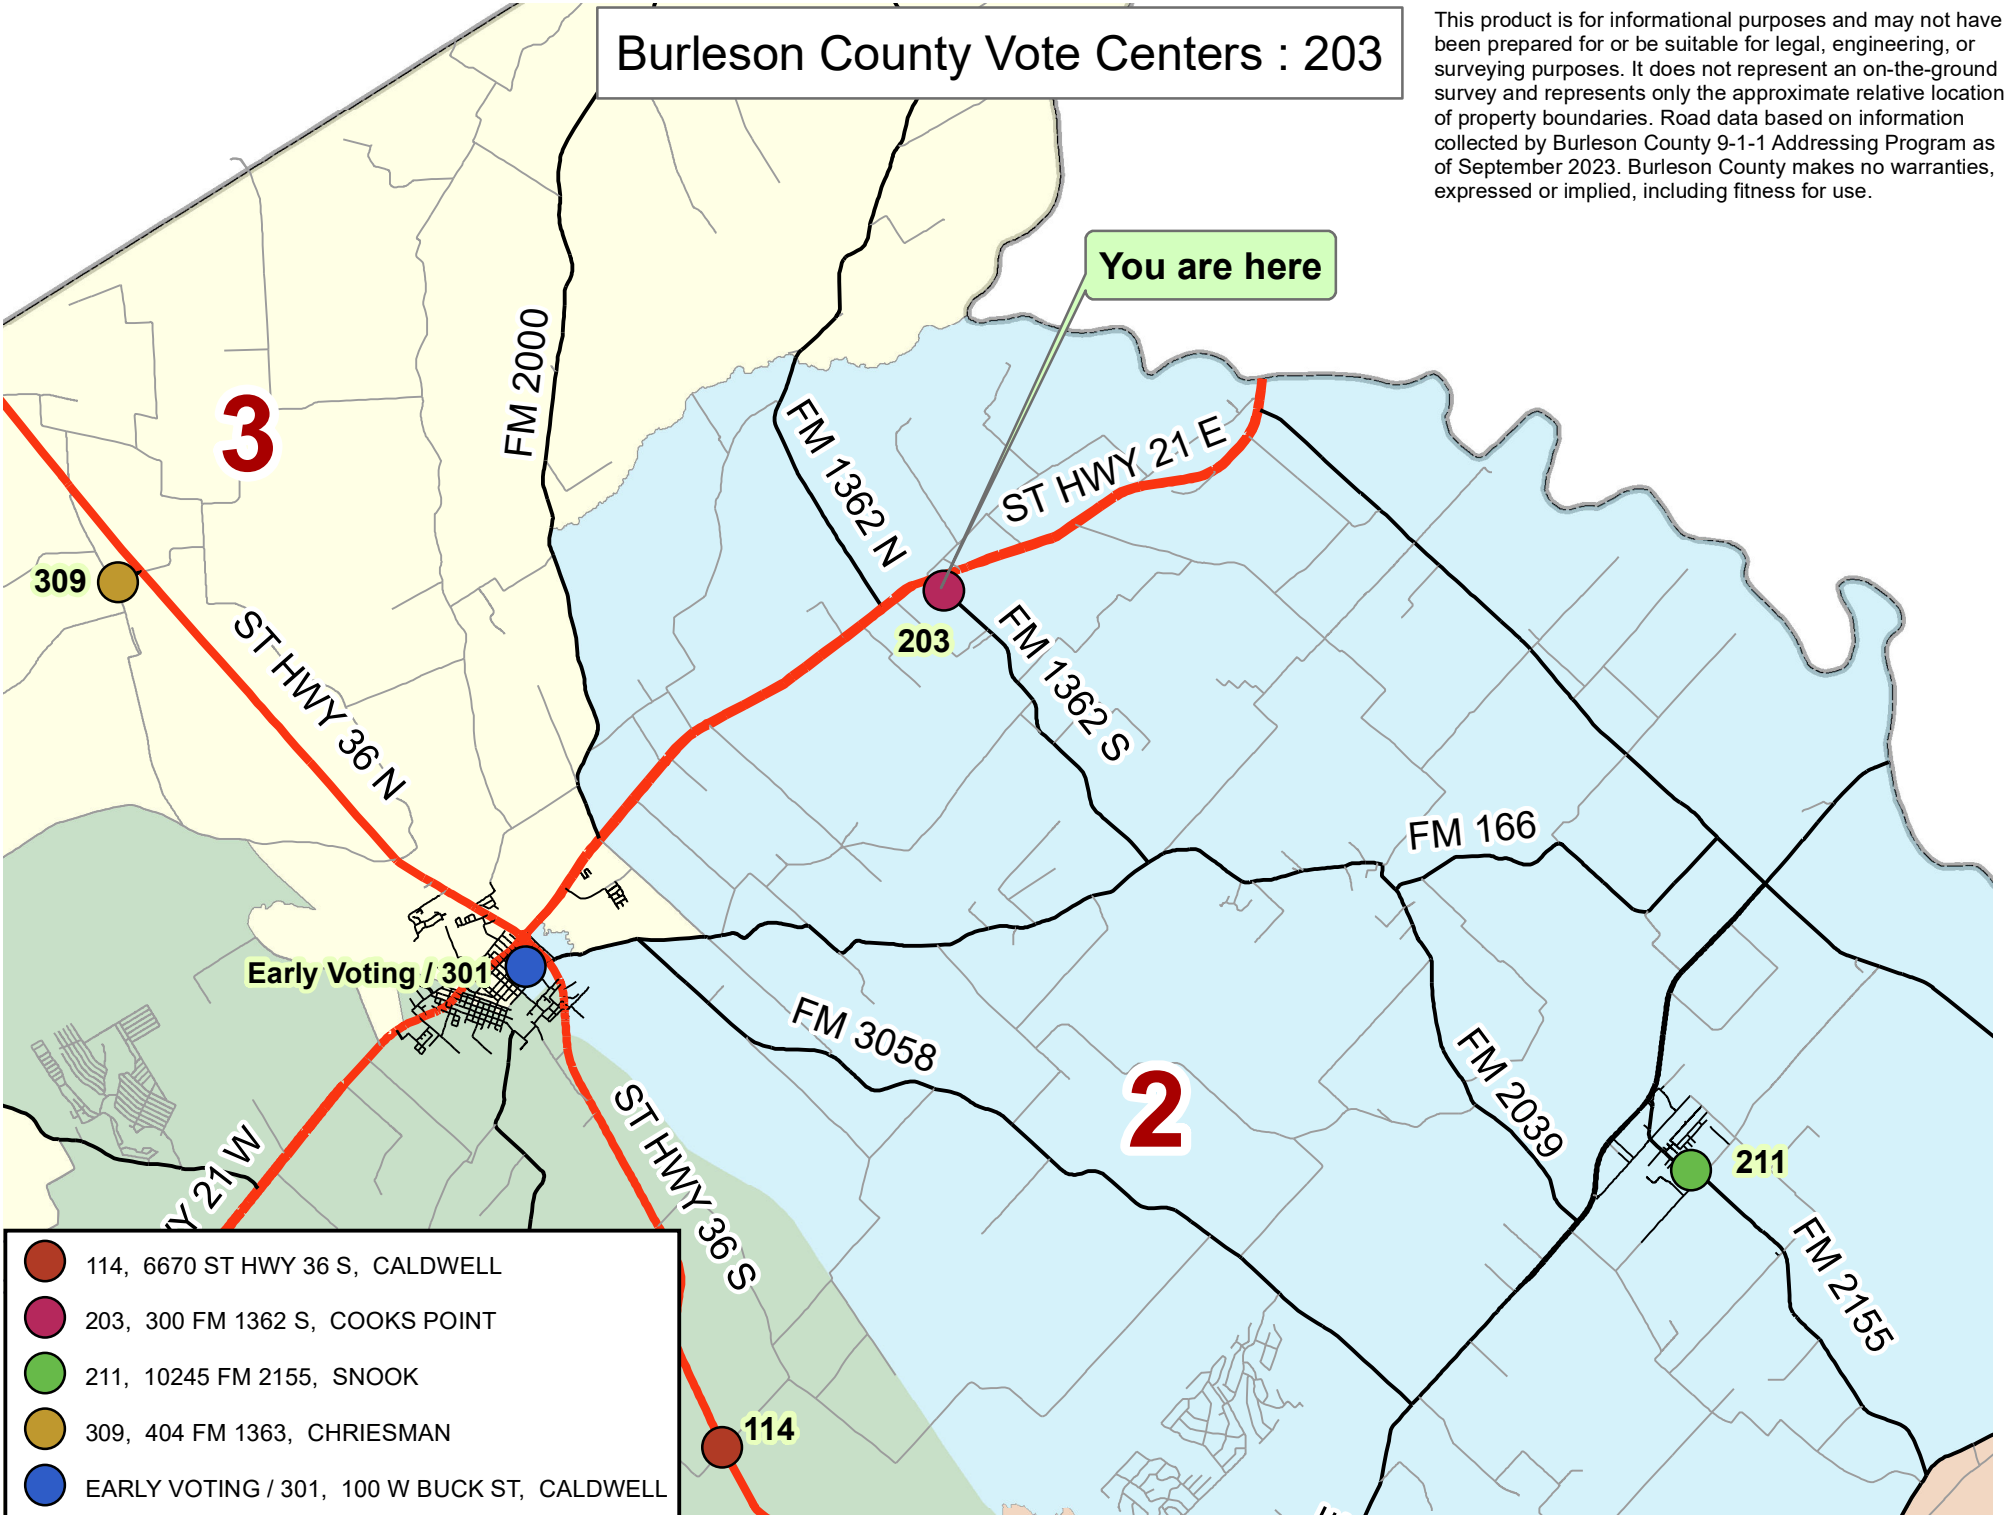 Burleson County Vote Centers : 203
This product is for informational purposes and may not have
been prepared for or be suitable for legal, engineering, or
surveying purposes. It does not represent an on-the-ground
survey and represents only the approximate relative location
of property boundaries. Road data based on information
collected by Burleson County 9-1-1 Addressing Program as
of September 2023. Burleson County makes no warranties,
expressed or implied, including fitness for use.
You are here
FM 2000
3
FM 1362 N
ST HWY 21 E
309
203
FM 1362 S
ST HWY 36 N
FM 166
Early Voting / 301
FM 3058
FM 2039
2
ST HWY 36 S
211
21 W
FM 2155
114
114, 6670 ST HWY 36 S, CALDWELL
203, 300 FM 1362 S, COOKS POINT
211, 10245 FM 2155, SNOOK
309, 404 FM 1363, CHRIESMAN
EARLY VOTING / 301, 100 W BUCK ST, CALDWELL